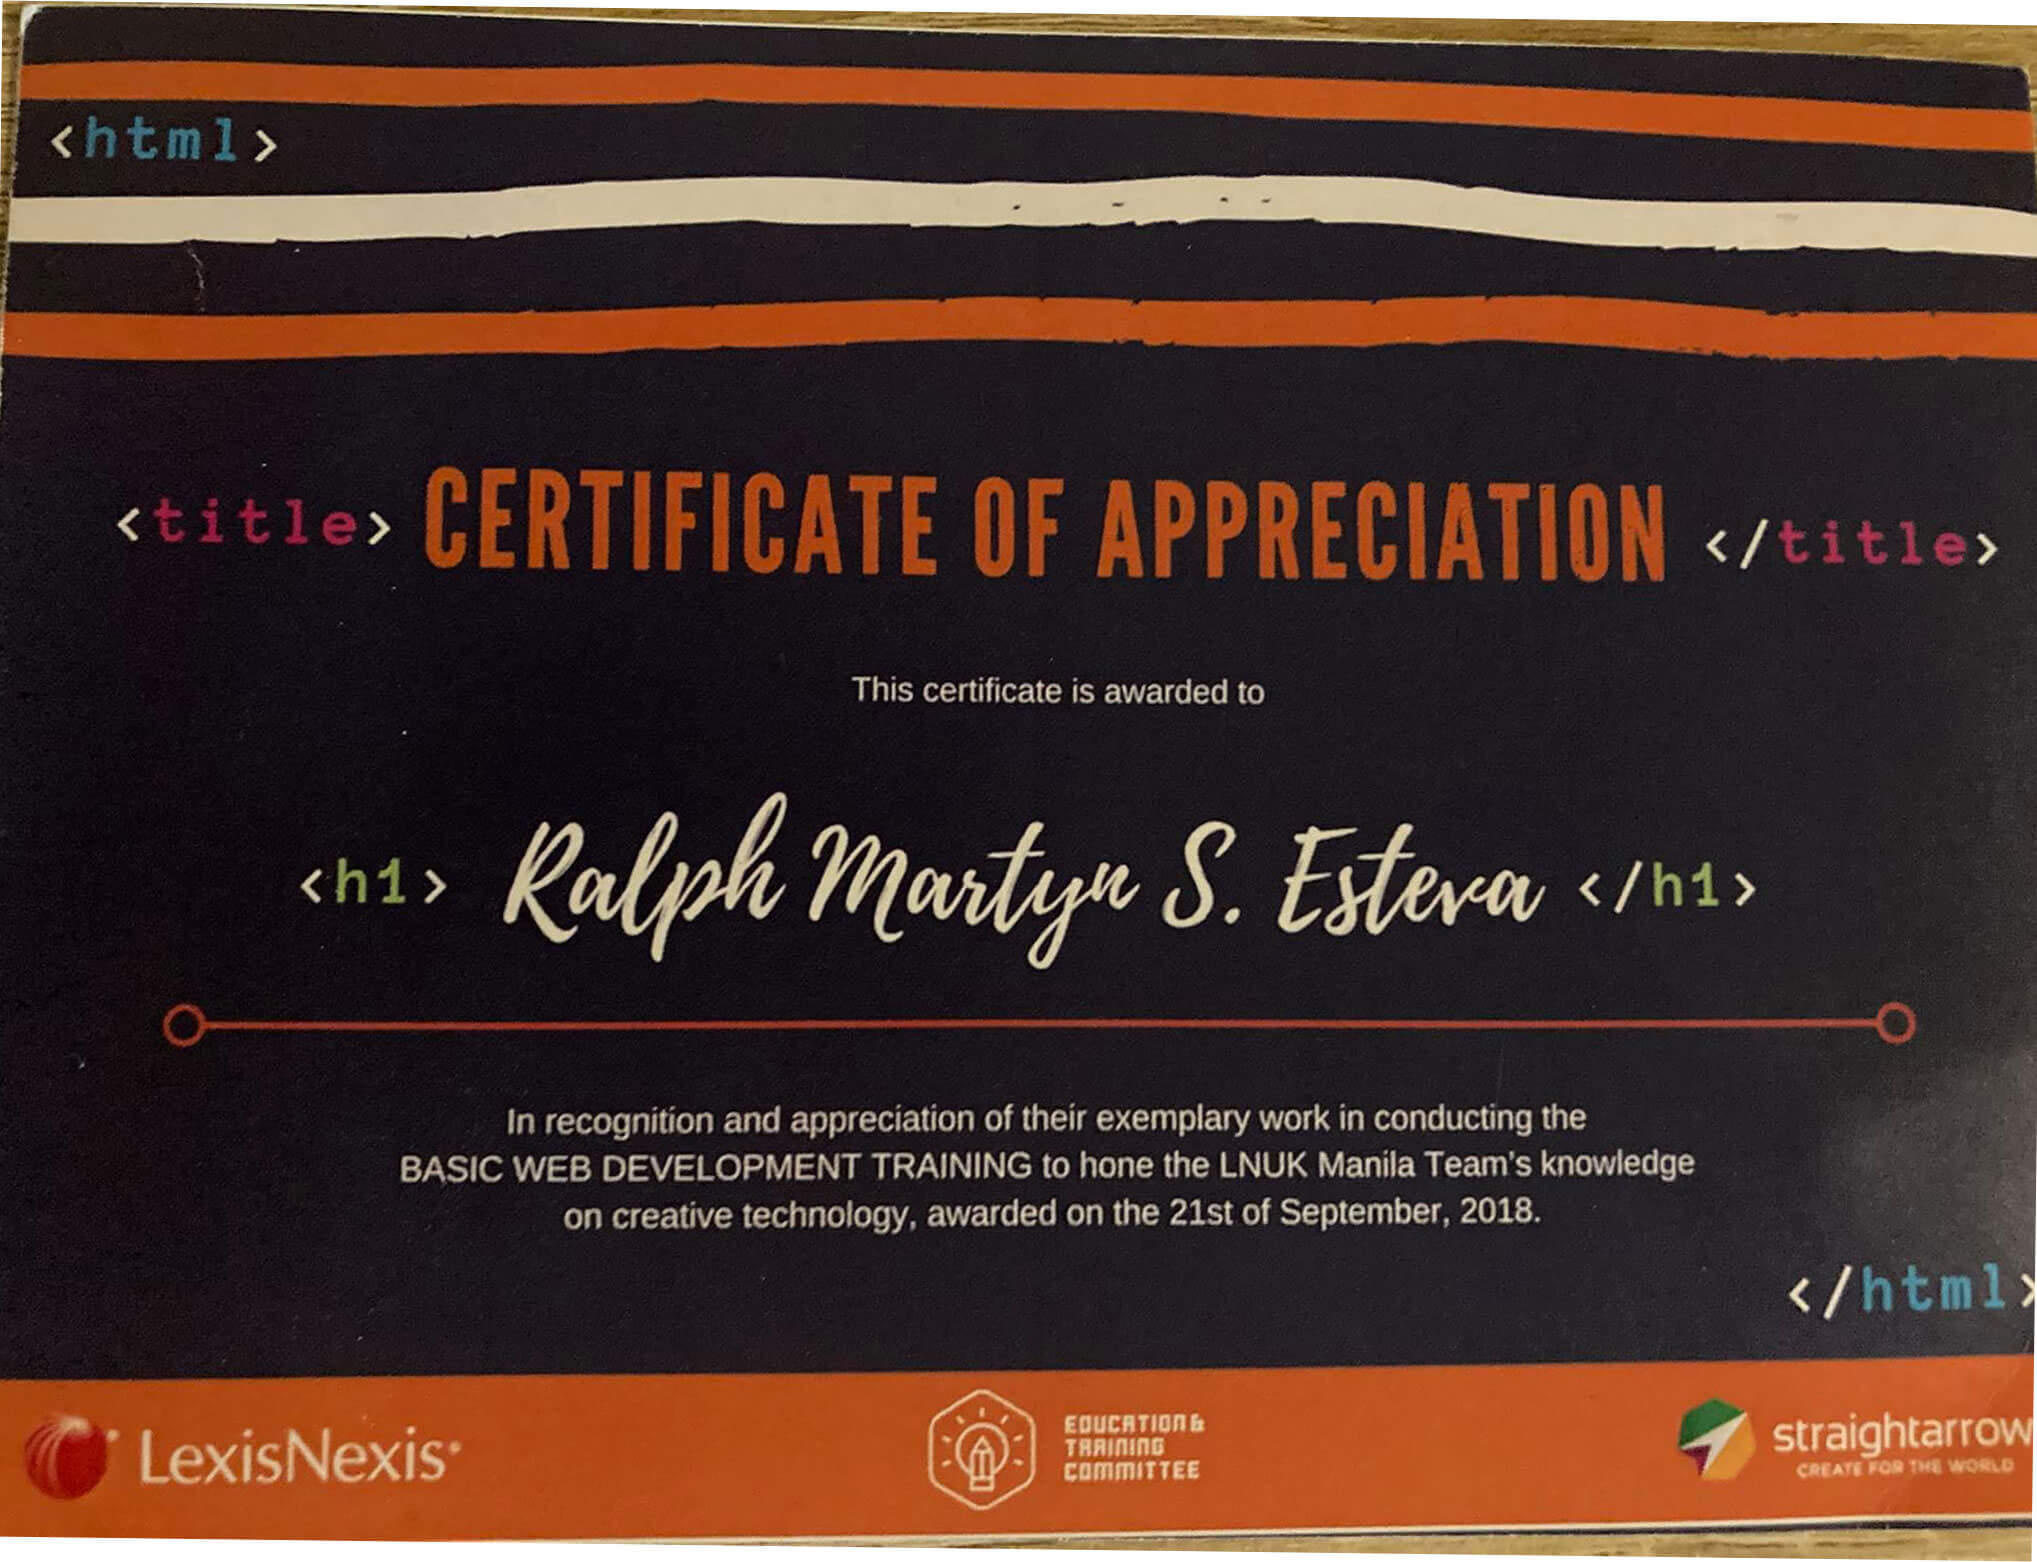 <html>
<title> CERTIFICATE OF APPRECIATION </title>
This certificate is awarded to
<h1> Ralph Martyn S. Esteva </h1>
In recognition and appreciation of their exemplary work in conducting the
BASIC WEB DEVELOPMENT TRAINING to hone the LNUK Manila Team's knowledge
on creative technology, awarded on the 21st of September, 2018.
</html>
LexisNexis
EDUCATION &
TRAINING
COMMITTEE
straightarrow
CREATE FOR THE WORLD